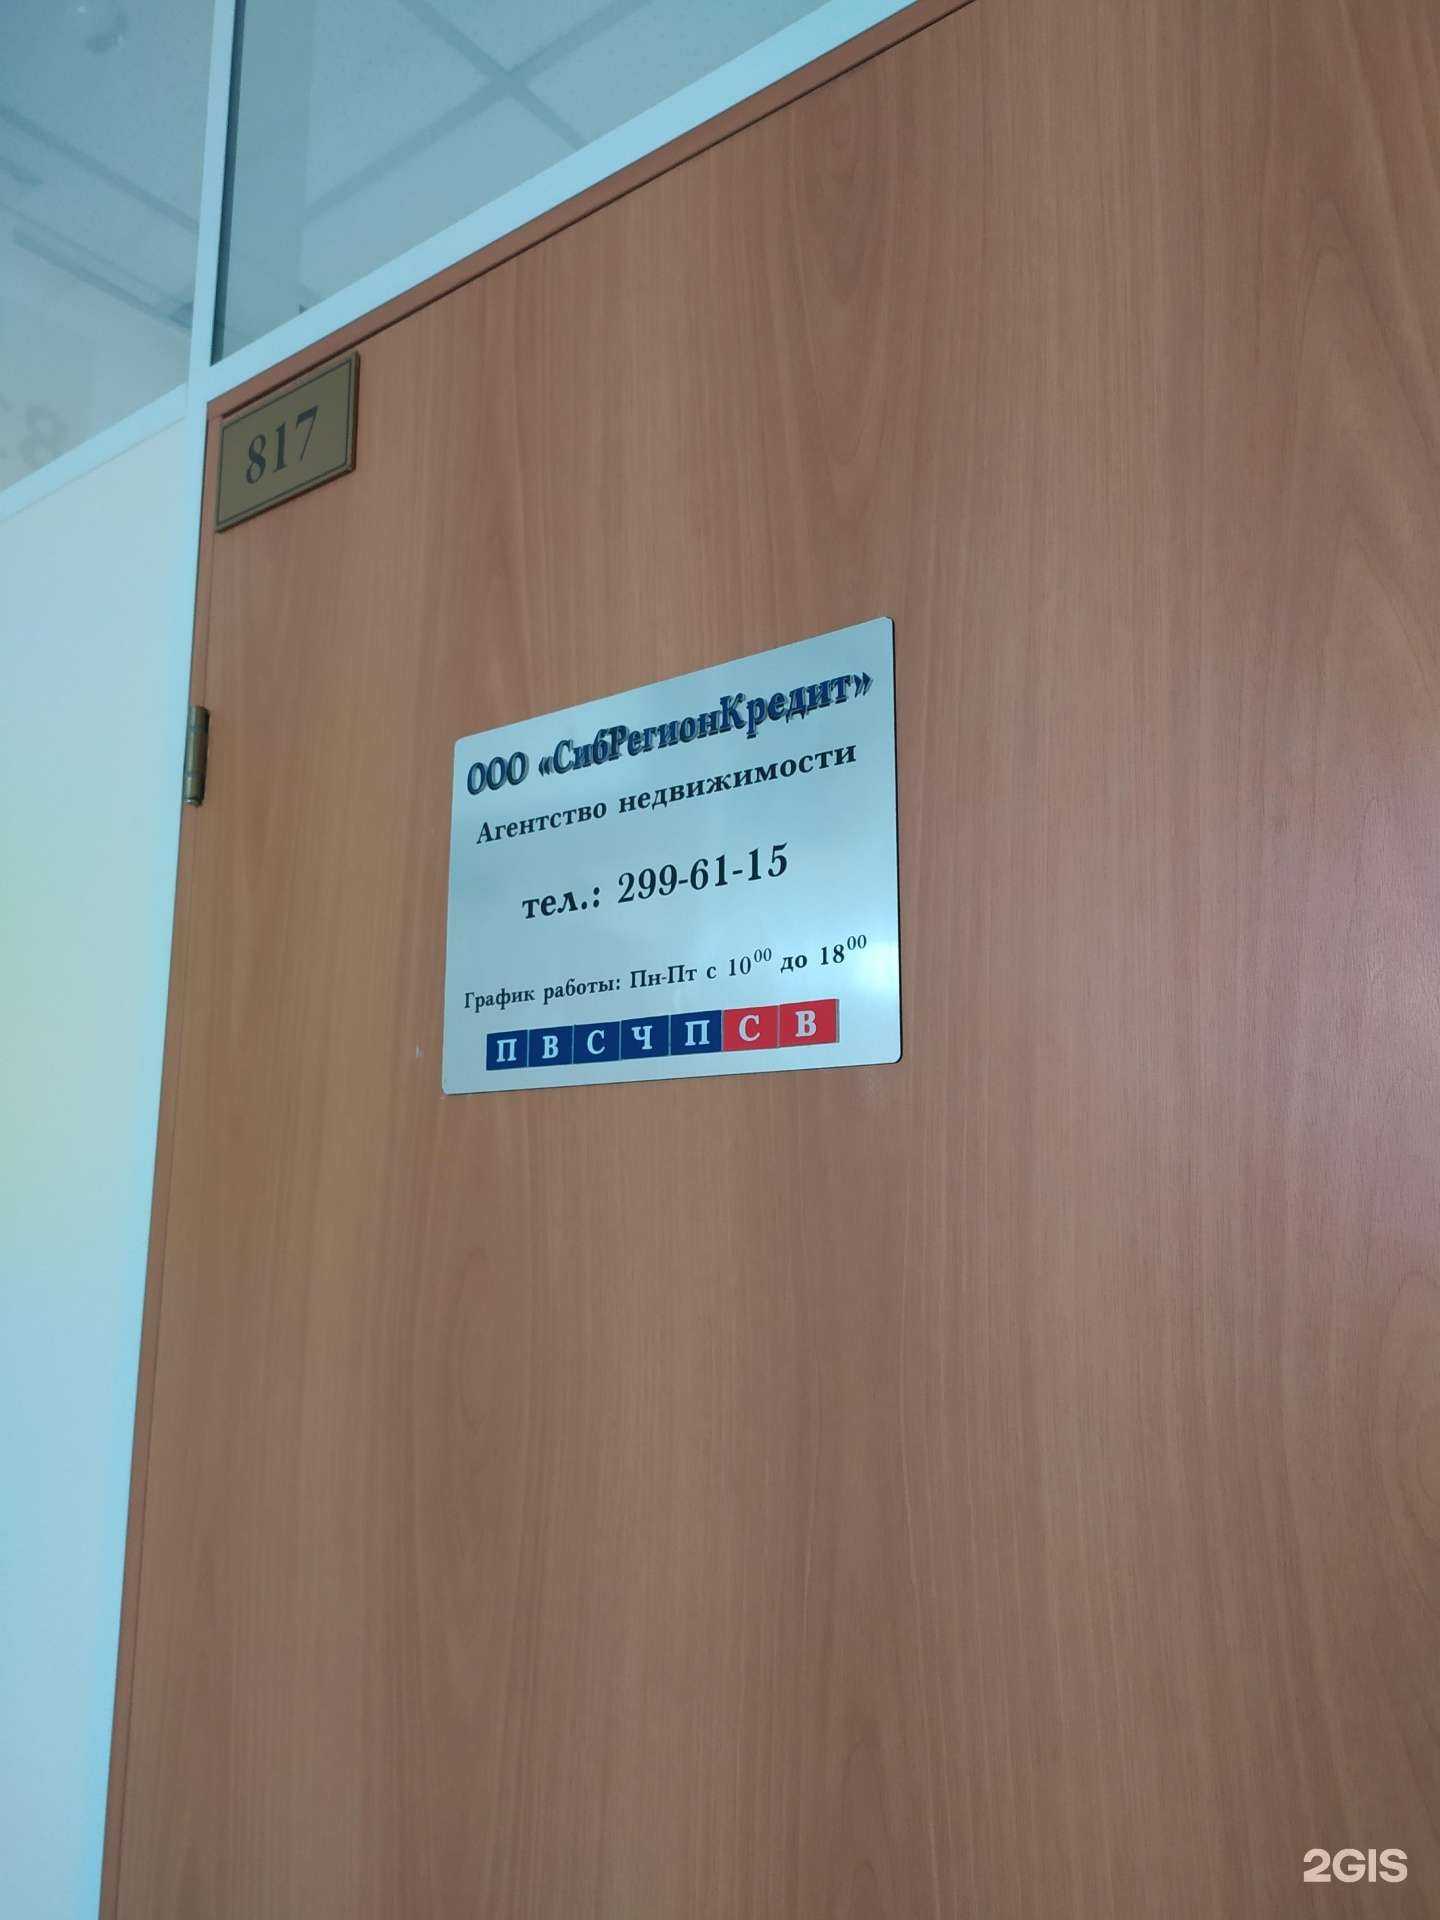 817
ООО «СибРегионКредит»
Агентство недвижимости
тел.: 299-61-15
График работы: Пн-Пт с 10⁰⁰ до 18⁰⁰
П В С Ч П С В
2GIS